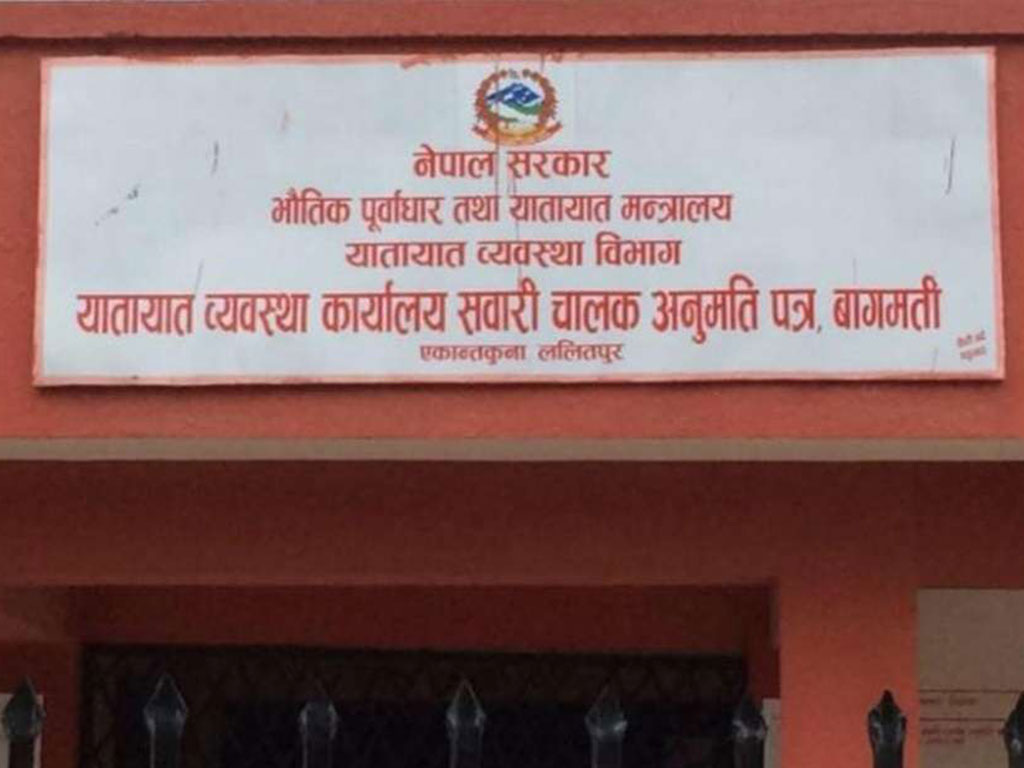 नेपाल सरकार
भौतिक पूर्वाधार तथा यातायात मन्त्रालय
यातायात व्यवस्था विभाग
यातायात व्यवस्था कार्यालय सवारी चालक अनुमति पत्र, बागमती
एकान्तकुना ललितपुर